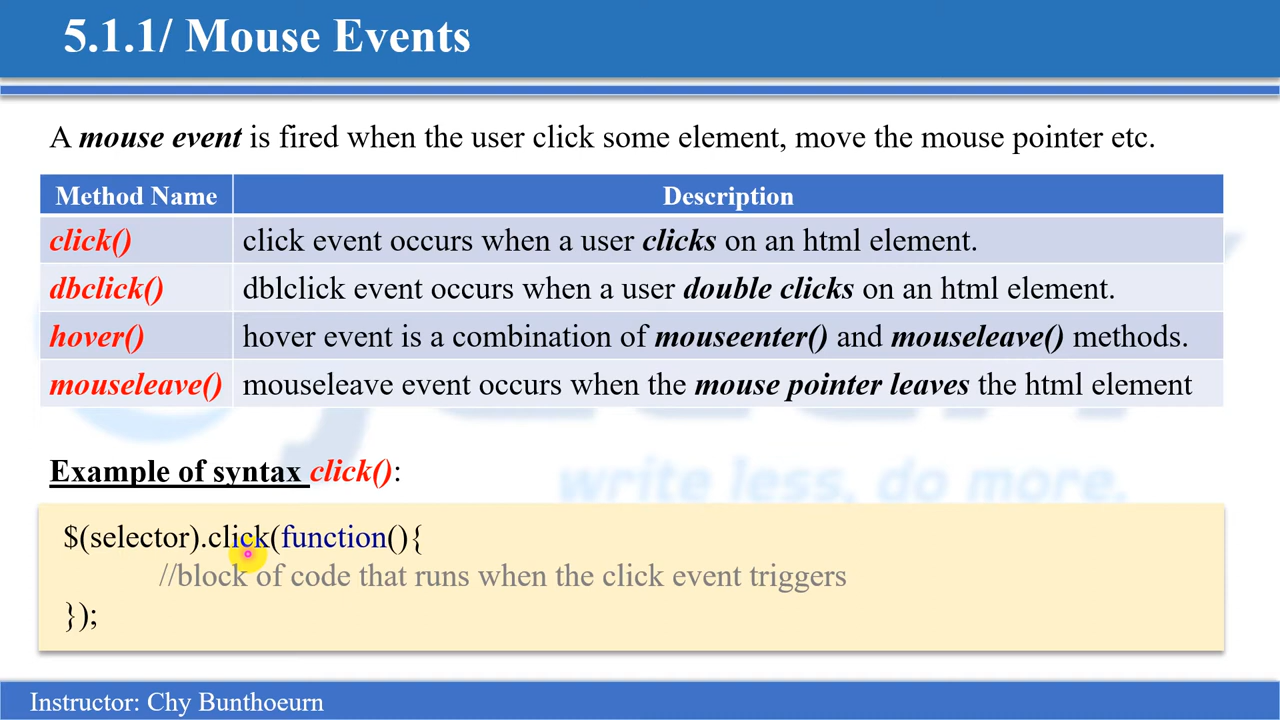 5.1.1/ Mouse Events
A mouse event is fired when the user click some element, move the mouse pointer etc.
Method Name Description
click() click event occurs when a user clicks on an html element.
dbclick() dblclick event occurs when a user double clicks on an html element.
hover() hover event is a combination of mouseenter() and mouseleave() methods.
mouseleave() mouseleave event occurs when the mouse pointer leaves the html element
write less, do more.
Example of syntax click():
$(selector).click(function(){
//block of code that runs when the click event triggers
});
Instructor: Chy Bunthoeurn